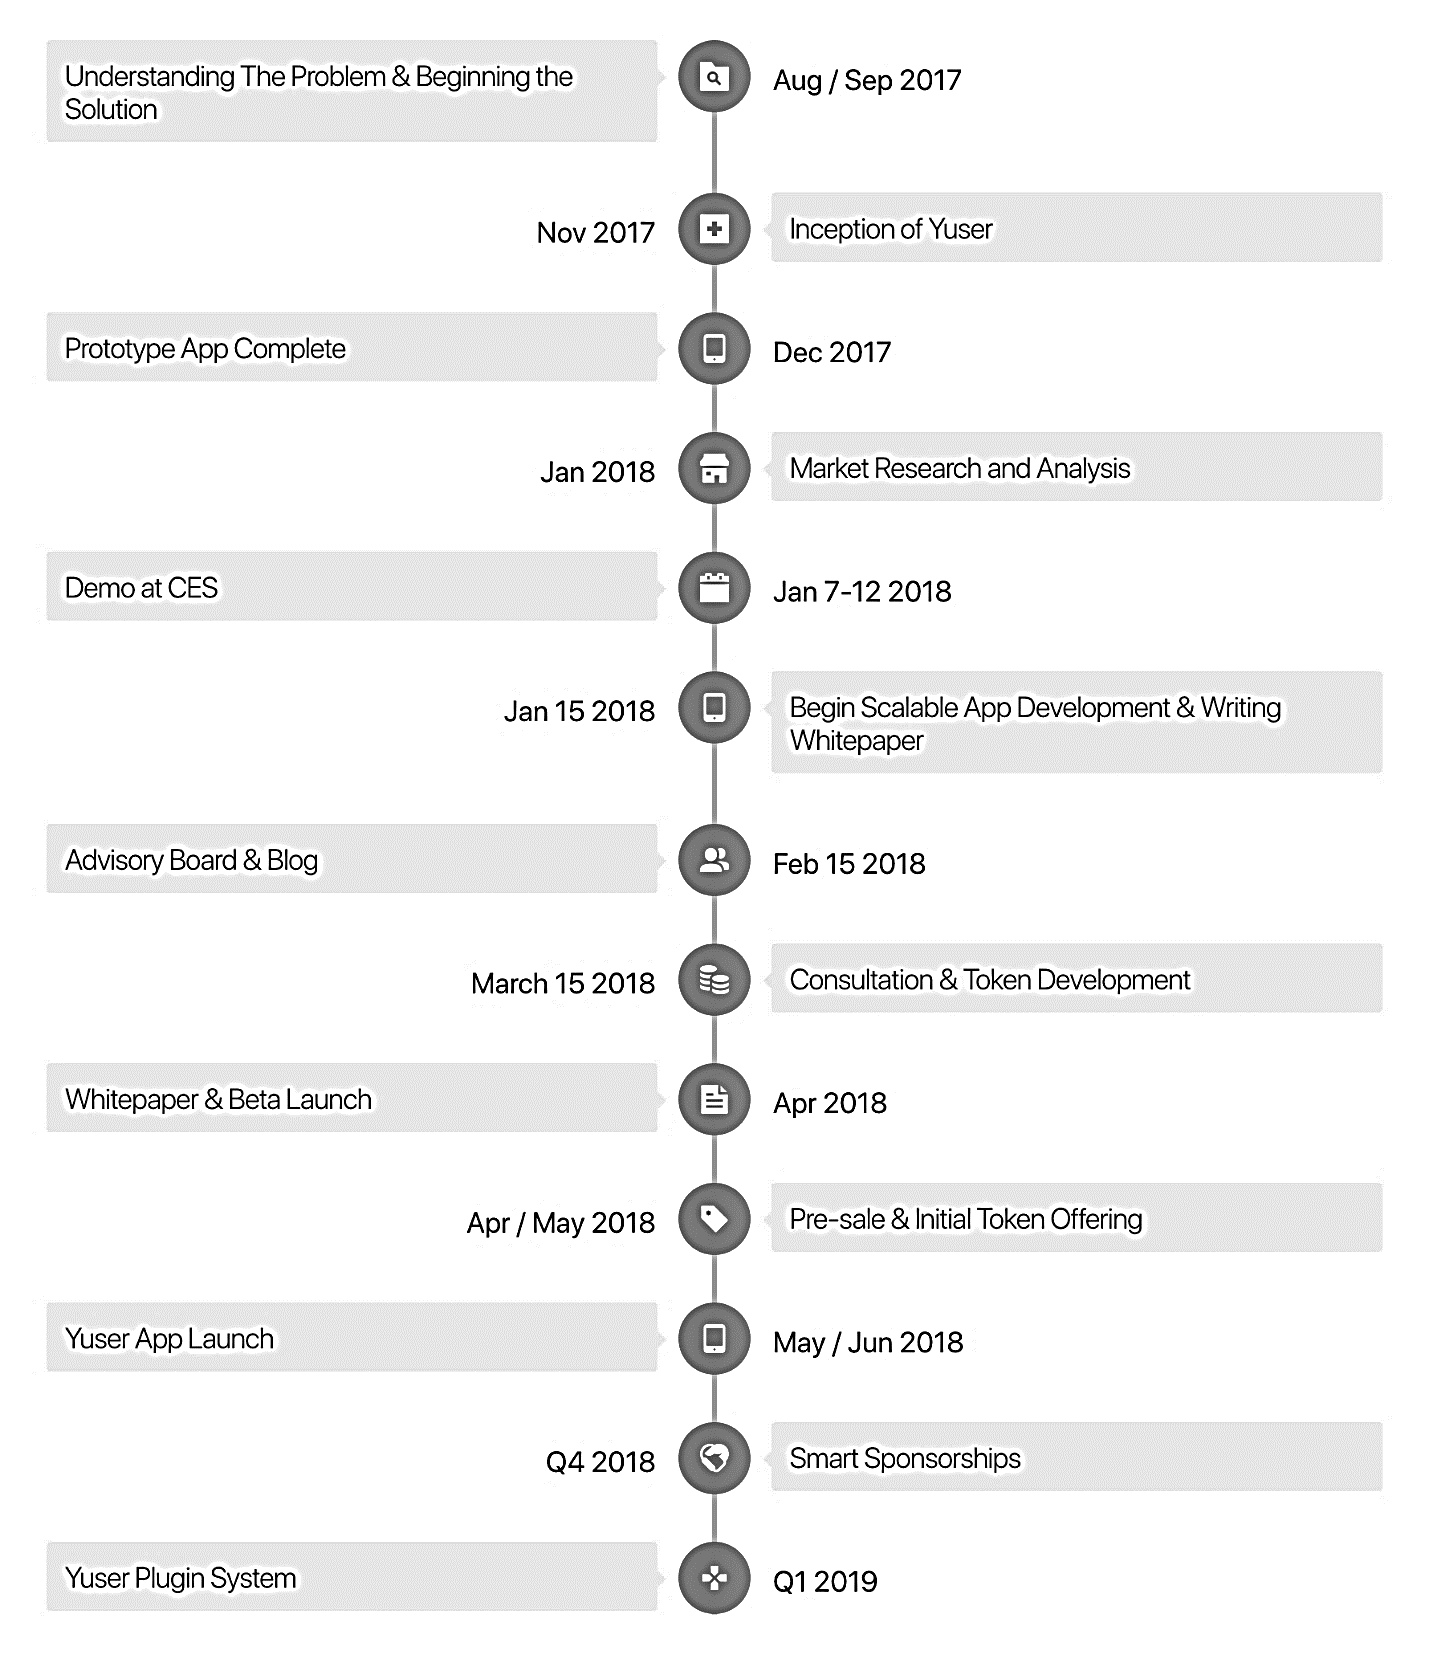 Understanding The Problem & Beginning the
Solution
Aug / Sep 2017
Nov 2017
Inception of Yuser
Prototype App Complete
Dec 2017
Jan 2018
Market Research and Analysis
Demo at CES
Jan 7-12 2018
Jan 15 2018
Begin Scalable App Development & Writing
Whitepaper
Advisory Board & Blog
Feb 15 2018
March 15 2018
Consultation & Token Development
Whitepaper & Beta Launch
Apr 2018
Apr / May 2018
Pre-sale & Initial Token Offering
Yuser App Launch
May / Jun 2018
Q4 2018
Smart Sponsorships
Yuser Plugin System
Q1 2019